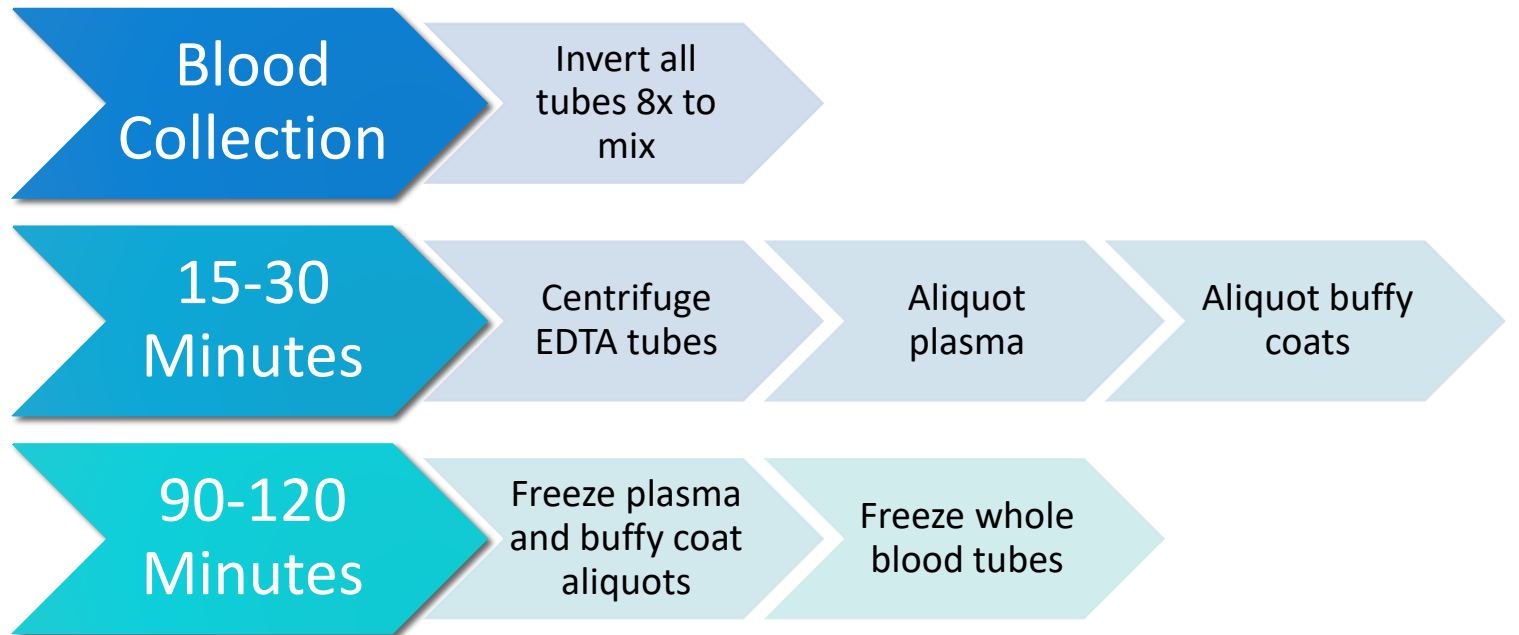 Blood
Collection
Invert all
tubes 8x to
mix
15-30
Minutes
Centrifuge
EDTA tubes
Aliquot
plasma
Aliquot buffy
coats
90-120
Minutes
Freeze plasma
and buffy coat
aliquots
Freeze whole
blood tubes